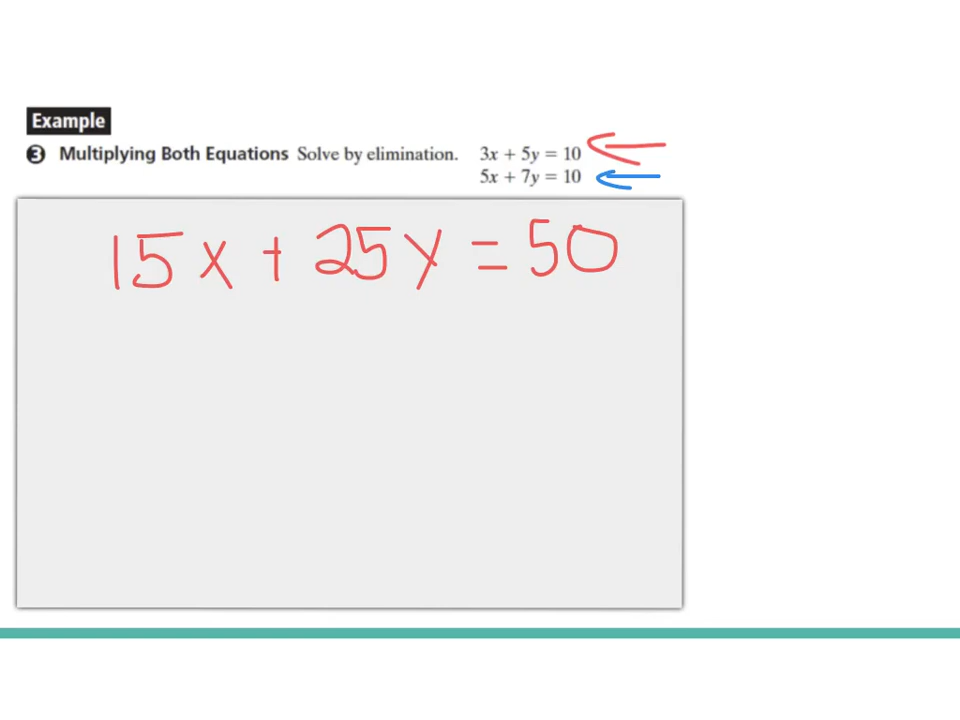 Example
3 Multiplying Both Equations Solve by elimination. 3x + 5y = 10
5x + 7y = 10
15x + 25y = 50